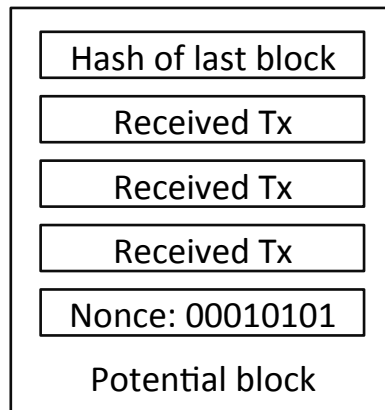 Hash of last block
Received Tx
Received Tx
Received Tx
Nonce: 00010101
Potential block